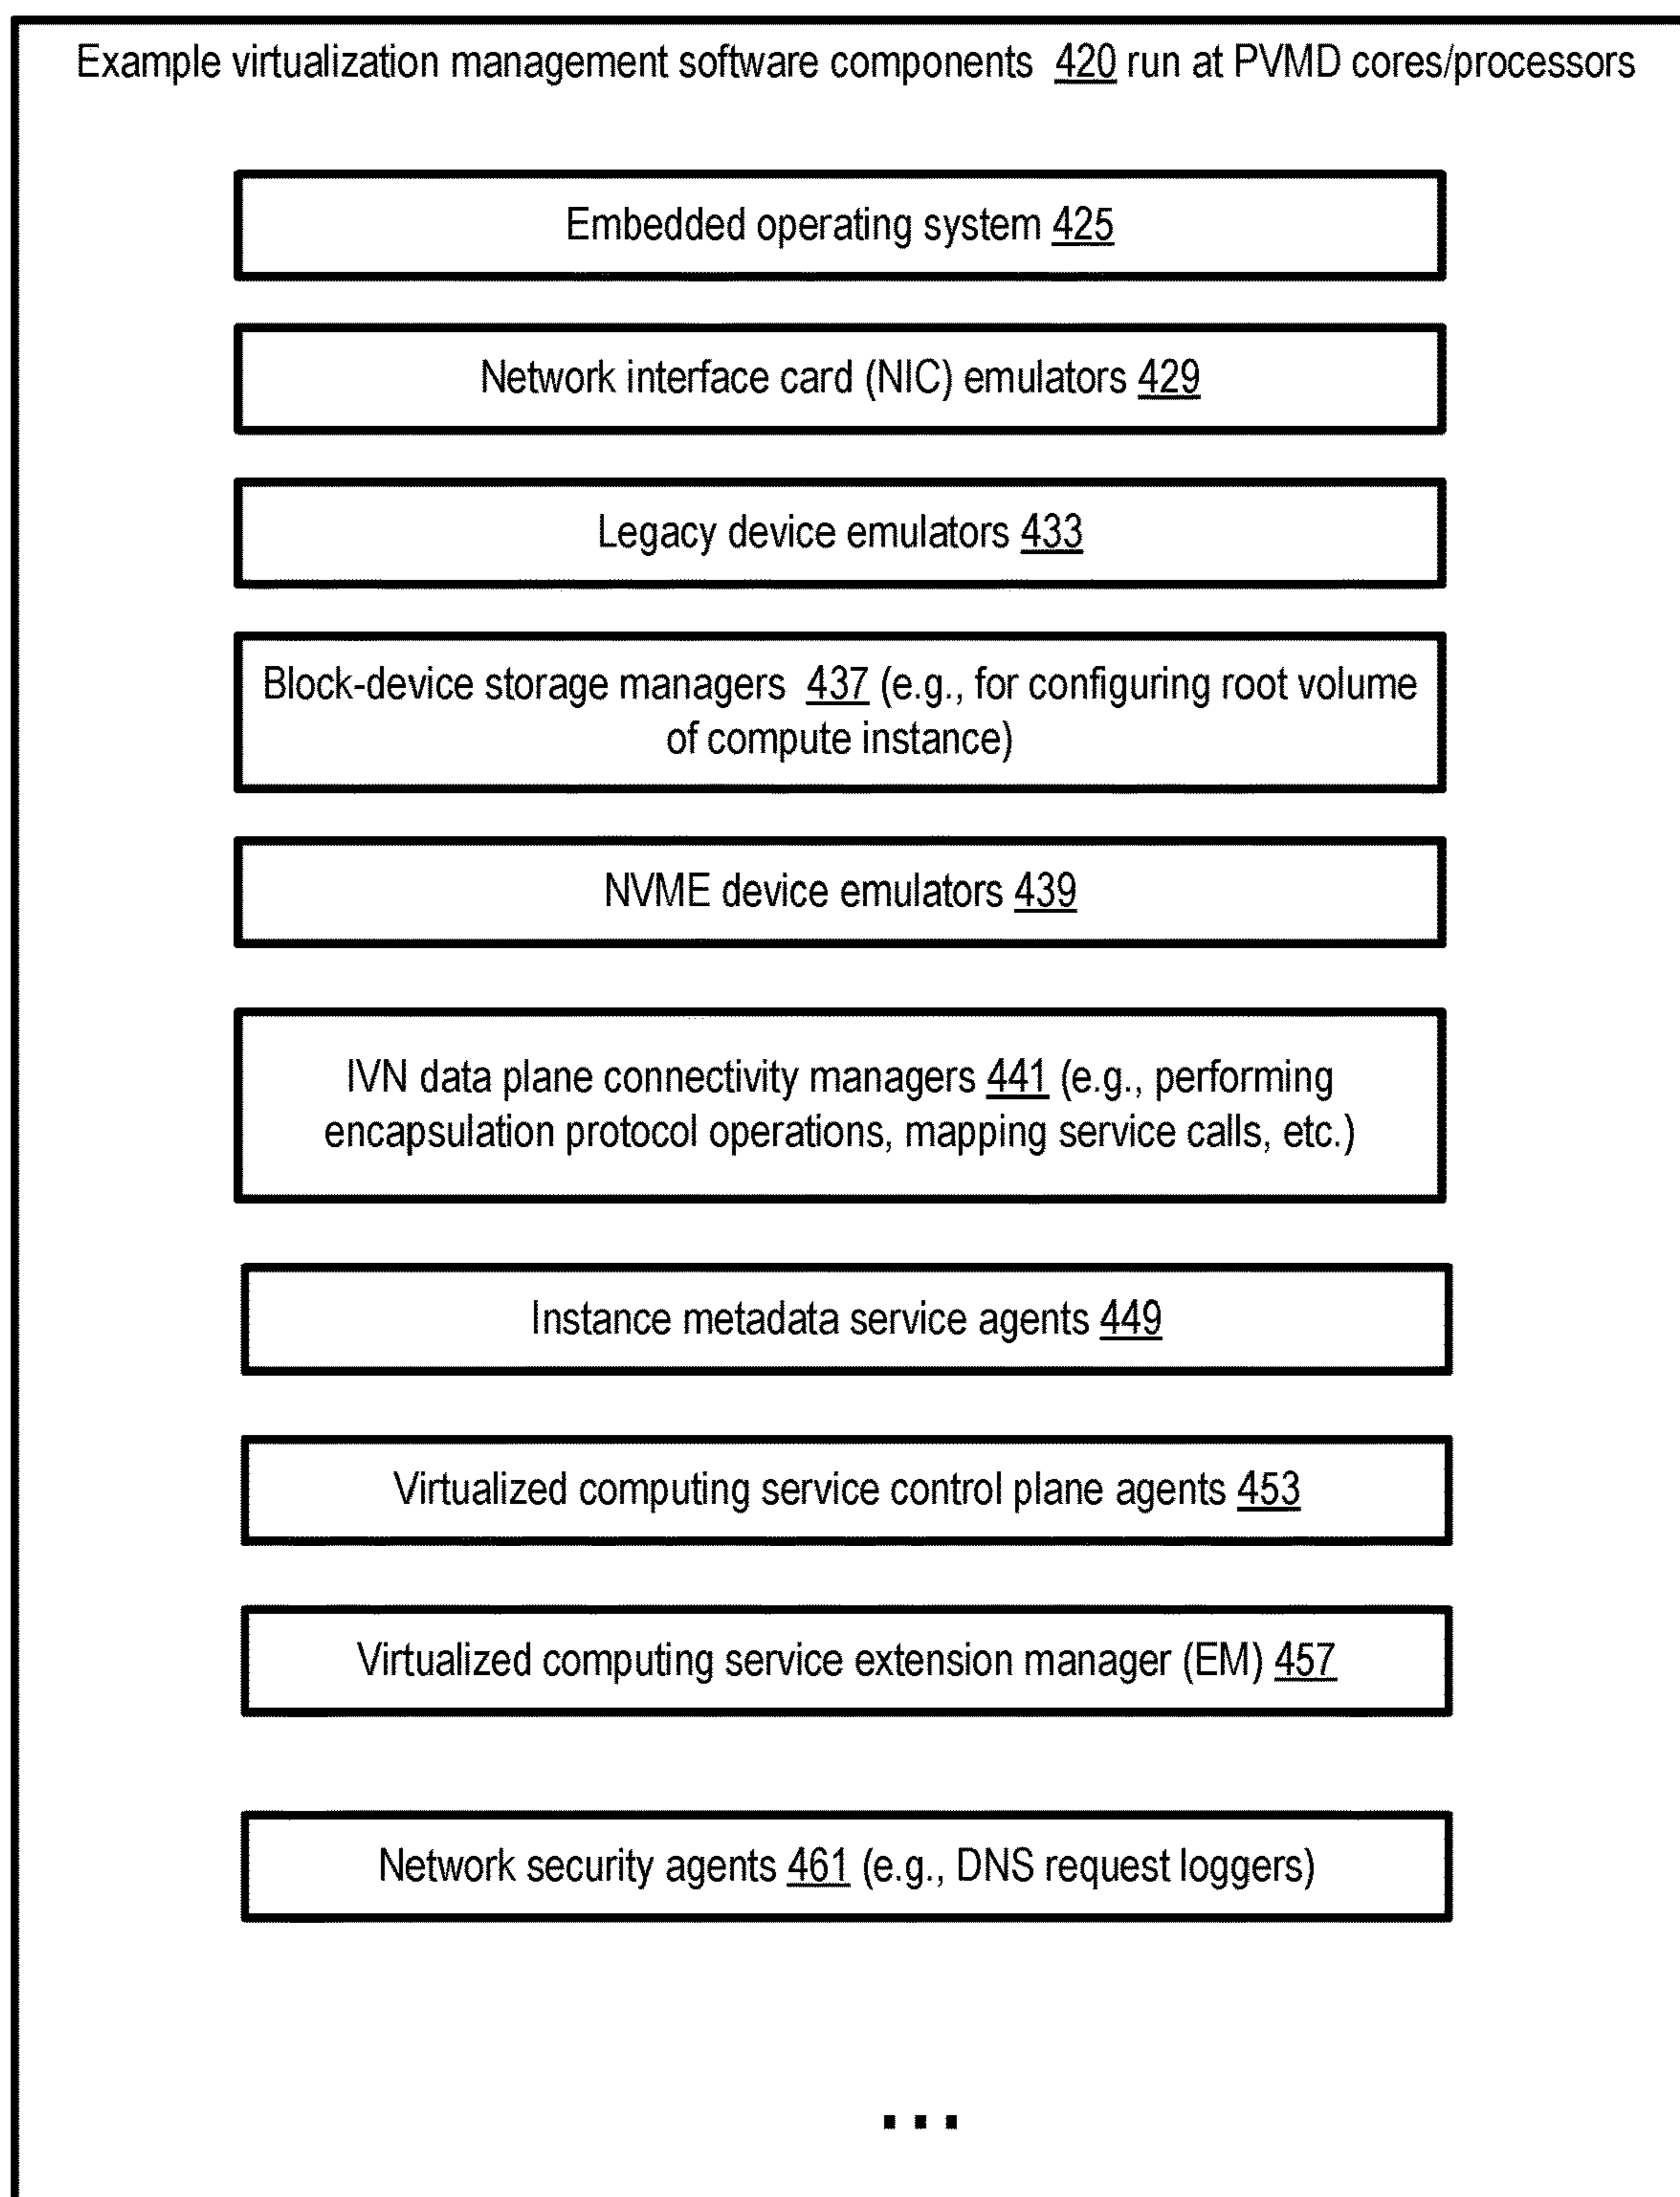 Example virtualization management software components 420 run at PVMD cores/processors
Embedded operating system 425
Network interface card (NIC) emulators 429
Legacy device emulators 433
Block-device storage managers 437 (e.g., for configuring root volume
of compute instance)
NVME device emulators 439
IVN data plane connectivity managers 441 (e.g., performing
encapsulation protocol operations, mapping service calls, etc.)
Instance metadata service agents 449
Virtualized computing service control plane agents 453
Virtualized computing service extension manager (EM) 457
Network security agents 461 (e.g., DNS request loggers)
...